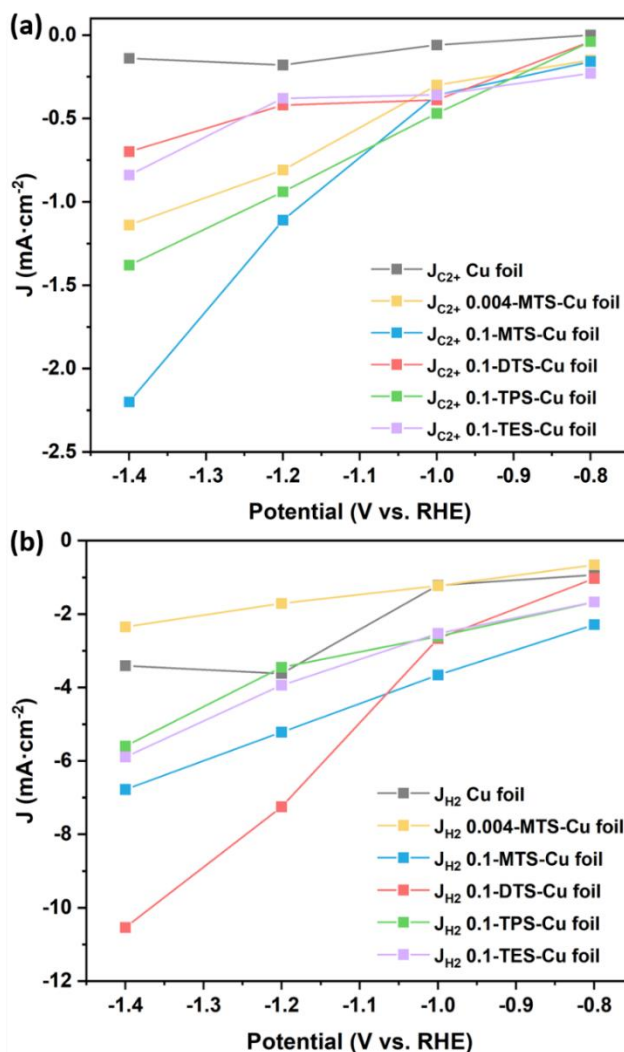 (a)
0.0
-0.5
-1.0
-1.5
-2.0
-2.5
J (mA·cm⁻²)
J_C2+ Cu foil
J_C2+ 0.004-MTS-Cu foil
J_C2+ 0.1-MTS-Cu foil
J_C2+ 0.1-DTS-Cu foil
J_C2+ 0.1-TPS-Cu foil
J_C2+ 0.1-TES-Cu foil
-1.4 -1.3 -1.2 -1.1 -1.0 -0.9 -0.8
Potential (V vs. RHE)
(b)
0
-2
-4
-6
-8
-10
-12
J (mA·cm⁻²)
J_H2 Cu foil
J_H2 0.004-MTS-Cu foil
J_H2 0.1-MTS-Cu foil
J_H2 0.1-DTS-Cu foil
J_H2 0.1-TPS-Cu foil
J_H2 0.1-TES-Cu foil
-1.4 -1.3 -1.2 -1.1 -1.0 -0.9 -0.8
Potential (V vs. RHE)